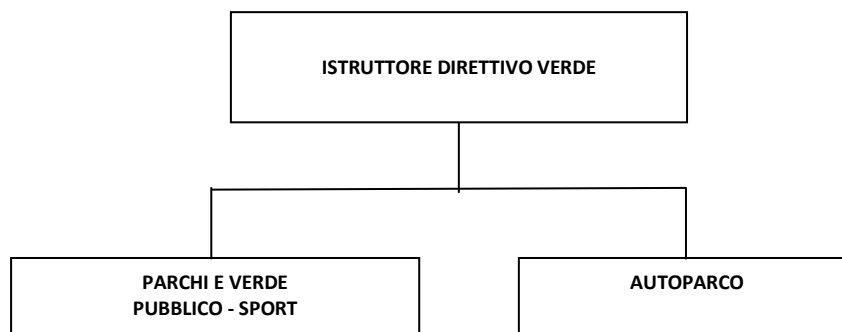 ISTRUTTORE DIRETTIVO VERDE
PARCHI E VERDE
PUBBLICO - SPORT
AUTOPARCO